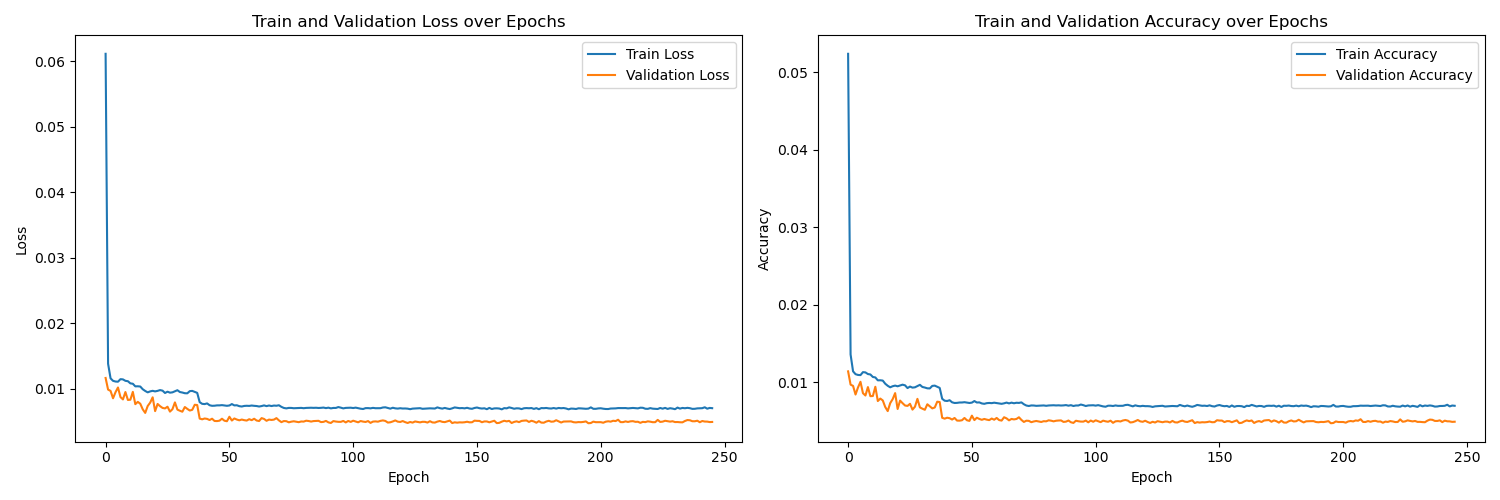 Train and Validation Loss over Epochs
Train Loss
Validation Loss
0.06
0.05
0.04
0.03
0.02
0.01
Loss
0 50 100 150 200 250
Epoch
Train and Validation Accuracy over Epochs
Train Accuracy
Validation Accuracy
0.05
0.04
0.03
0.02
0.01
Accuracy
0 50 100 150 200 250
Epoch